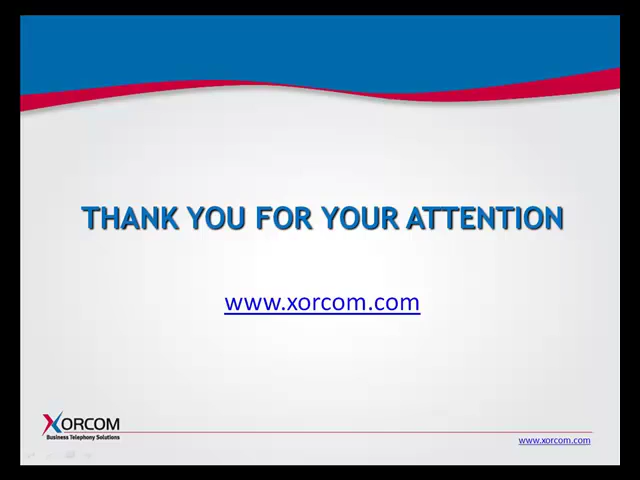 THANK YOU FOR YOUR ATTENTION
www.xorcom.com
XORCOM
Business Telephony Solutions
www.xorcom.com